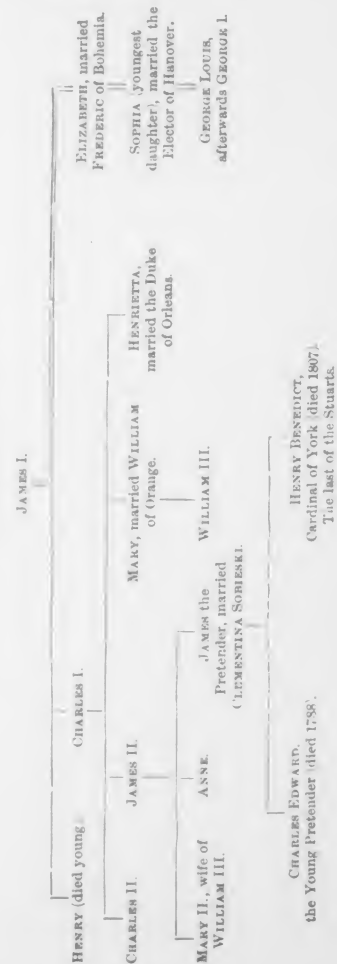 JAMES I.
HENRY (died young)
CHARLES I.
ELIZABETH, married
FREDERIC of Bohemia.
CHARLES II.
JAMES II.
MARY, married WILLIAM
of Orange.
HENRIETTA,
married the Duke
of Orleans.
SOPHIA (youngest
daughter), married the
Elector of Hanover.
MARY II., wife of
WILLIAM III.
ANNE.
JAMES the
Pretender, married
CLEMENTINA SOBIESKI.
WILLIAM III.
GEORGE LOUIS,
afterwards GEORGE I.
CHARLES EDWARD,
the Young Pretender (died 1788).
HENRY BENEDICT,
Cardinal of York (died 1807).
The last of the Stuarts.